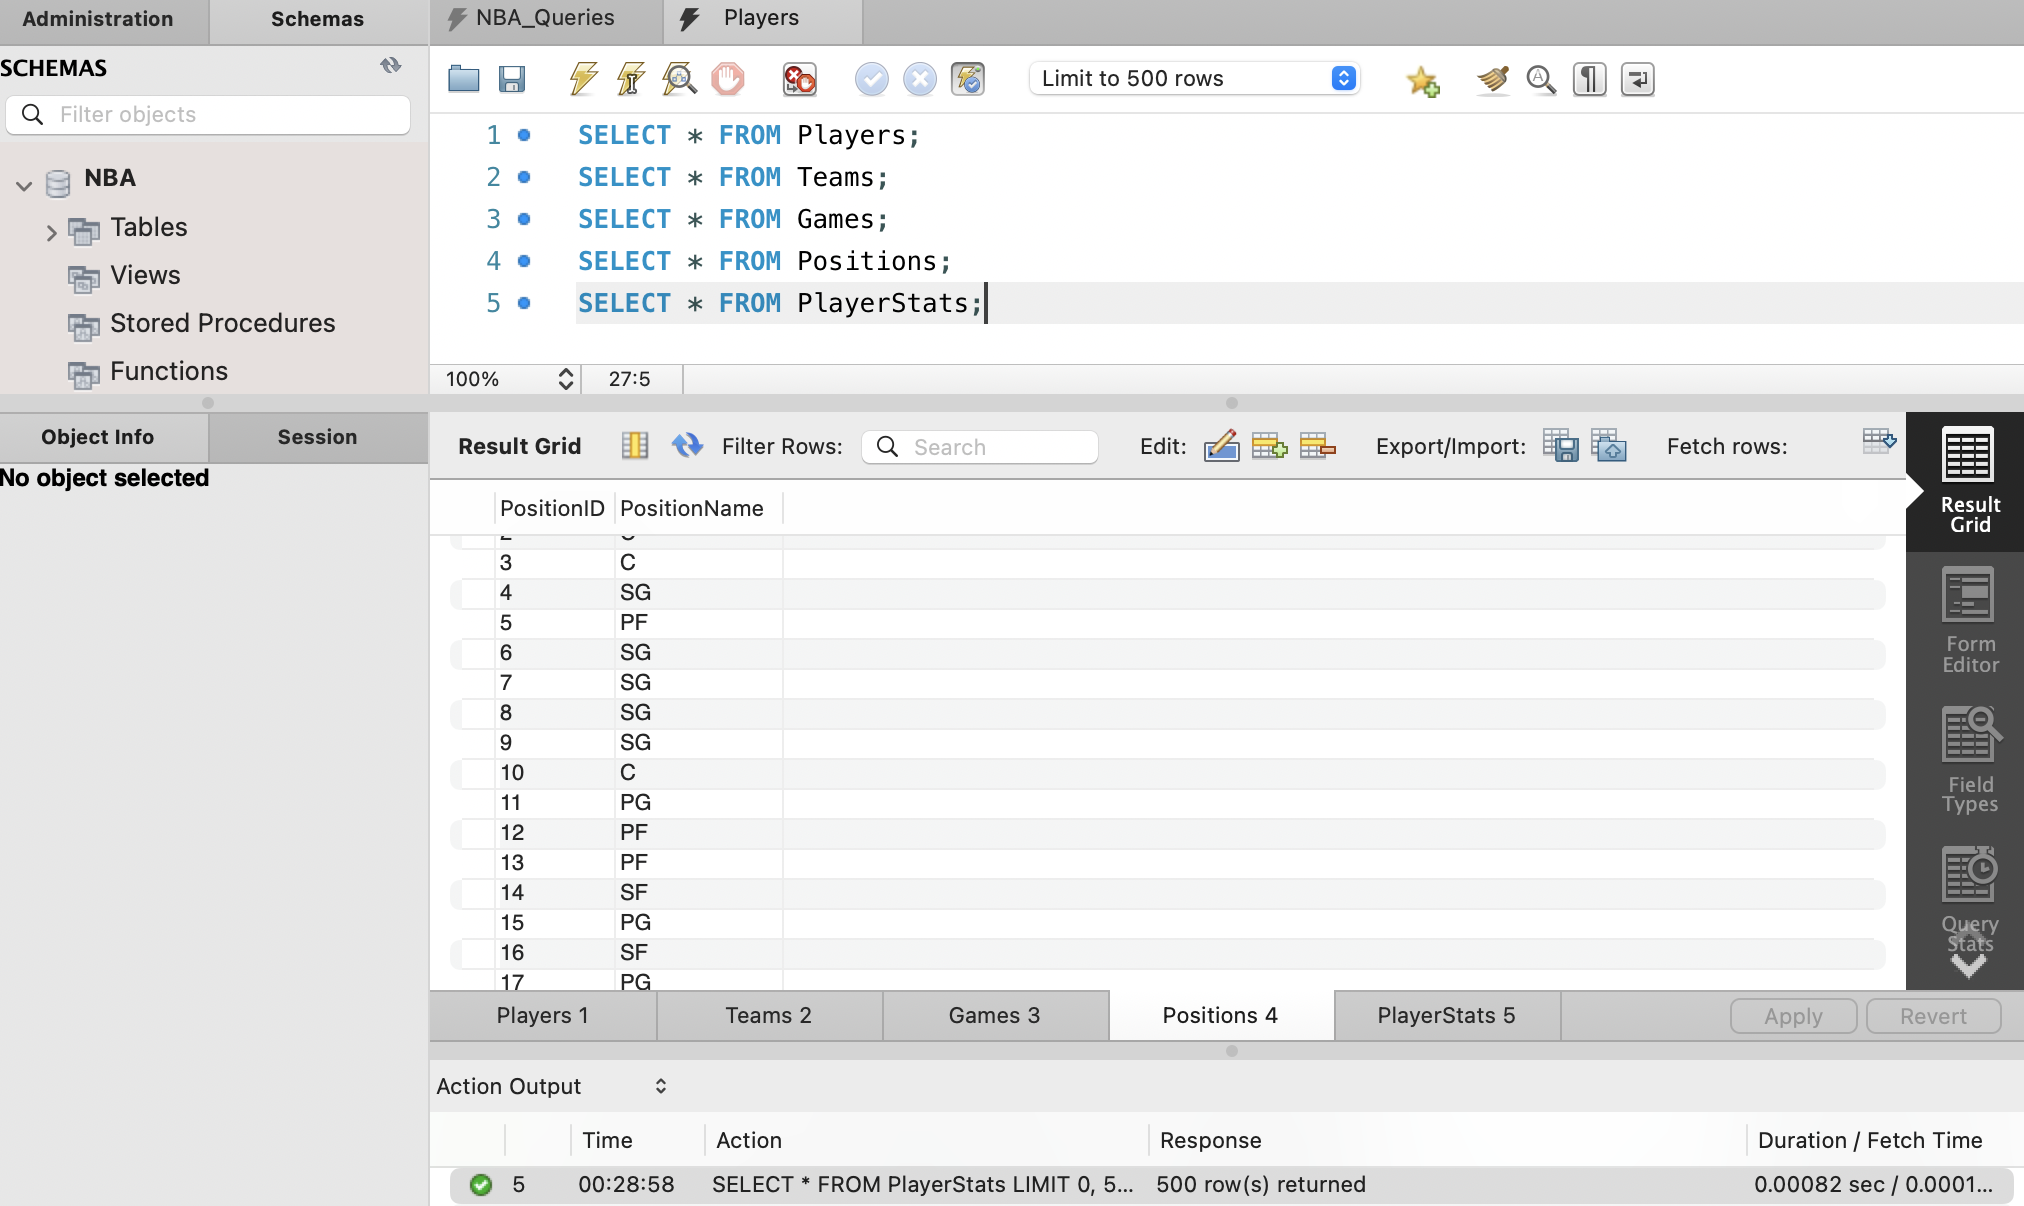 Administration Schemas NBA_Queries Players
SCHEMAS
Filter objects
Limit to 500 rows
NBA
Tables
Views
Stored Procedures
Functions
1 SELECT * FROM Players;
2 SELECT * FROM Teams;
3 SELECT * FROM Games;
4 SELECT * FROM Positions;
5 SELECT * FROM PlayerStats;
100% 27:5
Object Info Session
No object selected
Result Grid Filter Rows: Search Edit: Export/Import: Fetch rows:
PositionID PositionName
3 C
4 SG
5 PF
6 SG
7 SG
8 SG
9 SG
10 C
11 PG
12 PF
13 PF
14 SF
15 PG
16 SF
17 PG
Result
Grid
Form
Editor
Field
Types
Query
Stats
Players 1 Teams 2 Games 3 Positions 4 PlayerStats 5 Apply Revert
Action Output
Time Action Response Duration / Fetch Time
5 00:28:58 SELECT * FROM PlayerStats LIMIT 0, 5... 500 row(s) returned 0.00082 sec / 0.0001...